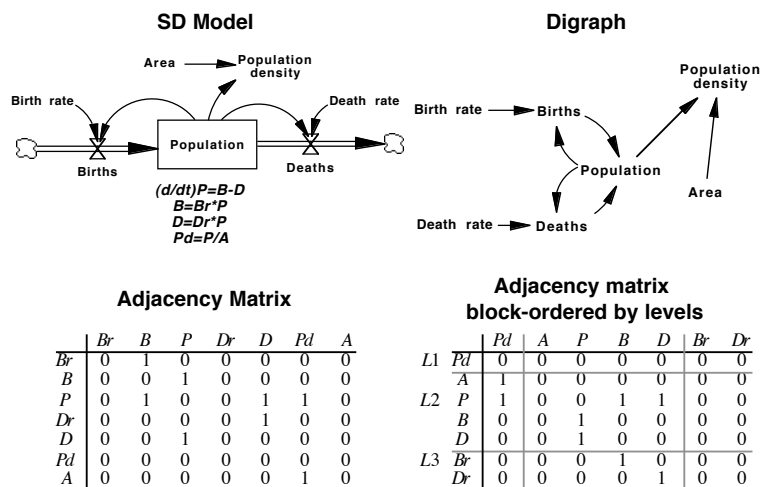 SD Model
Area
Population
density
Birth rate
Death rate
Population
Births
Deaths
(d/dt)P=B-D
B=Br*P
D=Dr*P
Pd=P/A
Digraph
Population
density
Birth rate
Births
Population
Area
Death rate
Deaths
Adjacency Matrix
Br B P Dr D Pd A
Br 0 1 0 0 0 0 0
B 0 0 1 0 0 0 0
P 0 1 0 0 1 1 0
Dr 0 0 0 0 1 0 0
D 0 0 1 0 0 0 0
Pd 0 0 0 0 0 0 0
A 0 0 0 0 0 1 0
Adjacency matrix
block-ordered by levels
Pd A P B D Br Dr
L1 Pd 0 0 0 0 0 0 0
A 1 0 0 0 0 0 0
L2 P 1 0 0 1 1 0 0
B 0 0 1 0 0 0 0
D 0 0 1 0 0 0 0
L3 Br 0 0 0 1 0 0 0
Dr 0 0 0 0 1 0 0